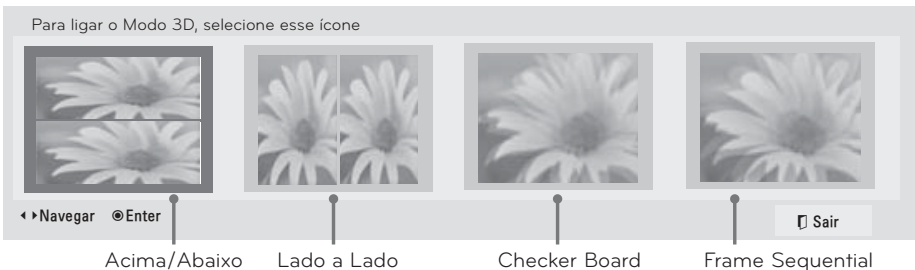 Para ligar o Modo 3D, selecione esse ícone
Navegar Enter Sair
Acima/Abaixo Lado a Lado Checker Board Frame Sequential